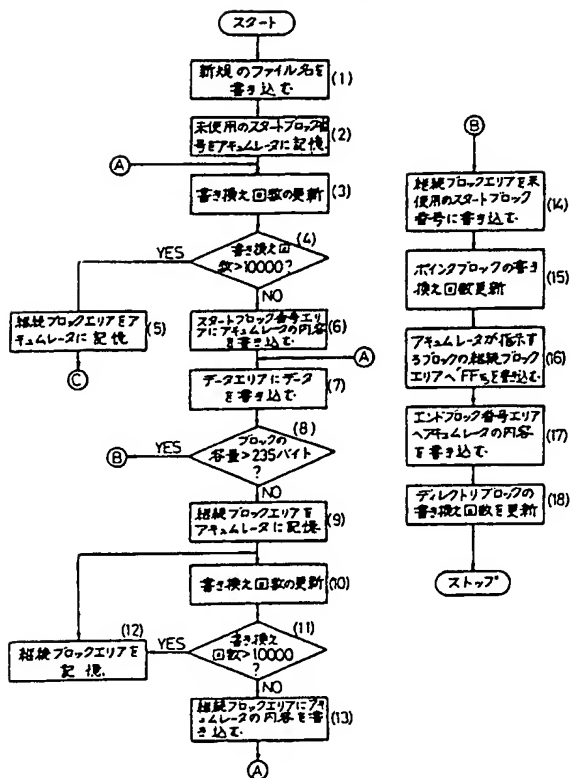 スタート
新規のファイル名を
書き込む
(1)
未使用のスタートブロック番
号をアキュムレータに記憶.
(2)
A
書き換え回数の更新
(3)
(4)
書き換え回
数>10000?
YES
NO
継続ブロックエリアをア
キュムレータに記憶
(5)
C
スタートブロック番号エリ
アにアキュムレータの内容
を書き込む
(6)
A
データエリアにデータ
を書き込む
(7)
(8)
ブロックの
容量>235バイト
?
YES
B
NO
継続ブロックエリアを
アキュムレータに記憶
(9)
書き換え回数の更新
(10)
(11)
書き換え
回数>10000
?
YES
NO
(12)
継続ブロックエリアを
記憶.
継続ブロックエリアにアキ
ュムレータの内容を書き
込む
(13)
A
B
継続ブロックエリアを未
使用のスタートブロック
番号に書き込む
(14)
ポインタブロックの書き
換え回数更新
(15)
アキュムレータが指示す
るブロックの継続ブロック
エリアへ"FF"を書き込む
(16)
エンドブロック番号エリア
へアキュムレータの内容
を書き込む
(17)
ディレクトリブロックの
書き換え回数を更新
(18)
ストップ